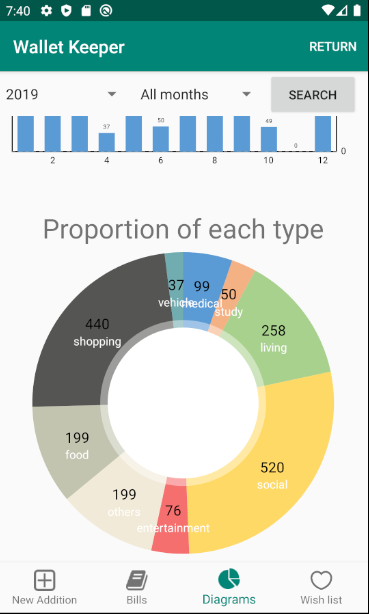 7:40
Wallet Keeper RETURN
2019 All months SEARCH
37 50 49 0 0
2 4 6 8 10 12
Proportion of each type
37 99 50
vehicle medical study
440 258
shopping living
199 520
food social
199 76
others entertainment
New Addition Bills Diagrams Wish list